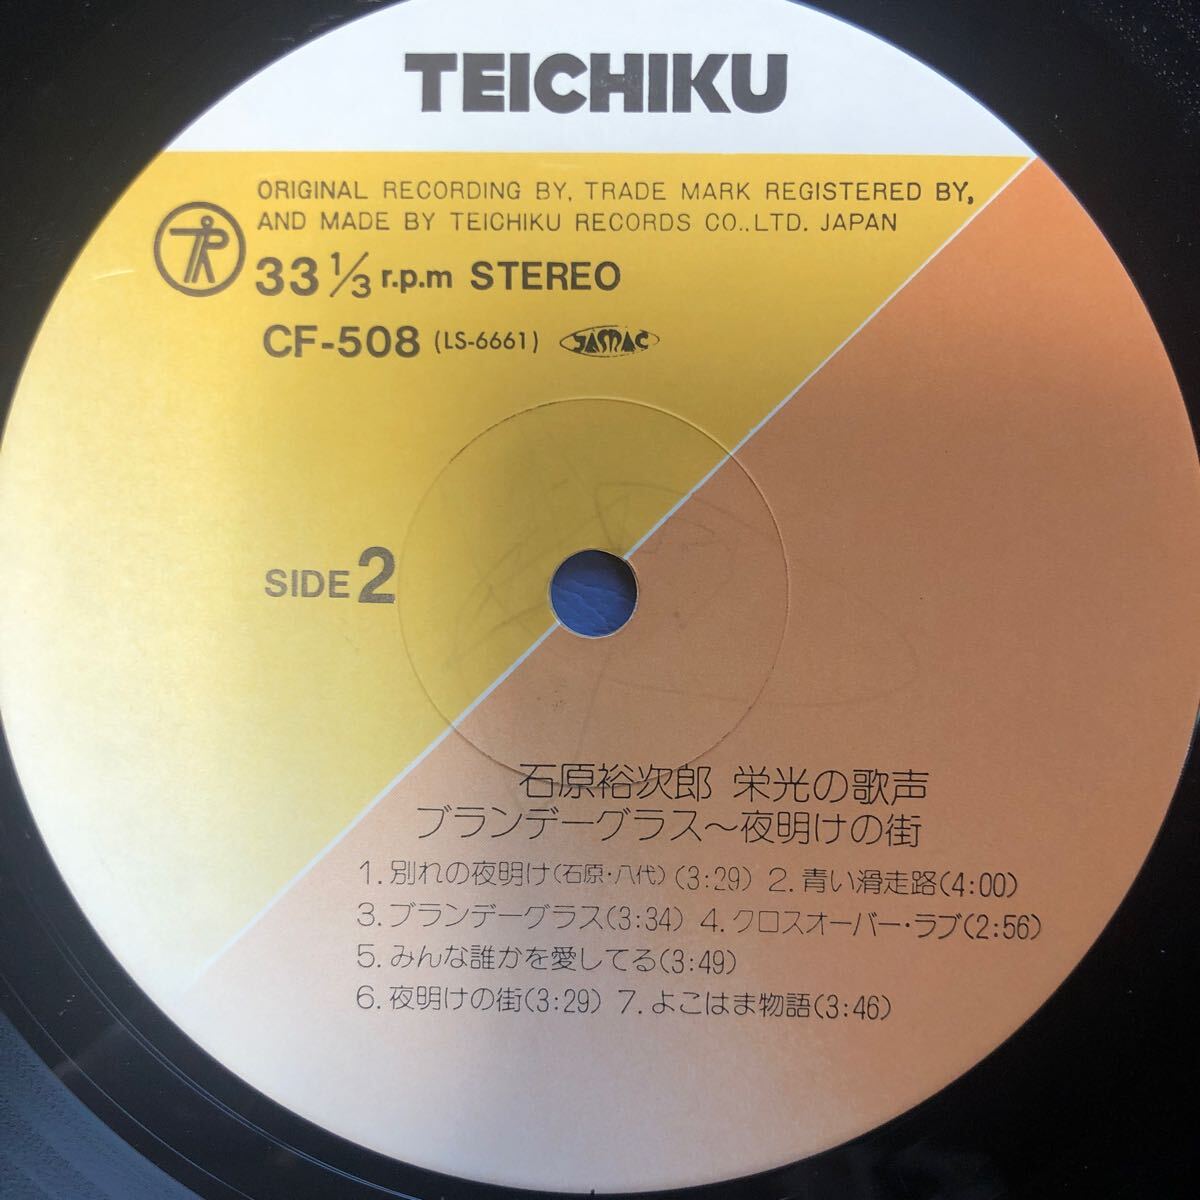 TEICHIKU
ORIGINAL RECORDING BY, TRADE MARK REGISTERED BY,
AND MADE BY TEICHIKU RECORDS CO.,LTD. JAPAN
33 1/3 r.p.m STEREO
CF-508 (LS-6661) JASRAC
SIDE 2
石原裕次郎 栄光の歌声
ブランデーグラス〜夜明けの街
1. 別れの夜明け(石原・八代)(3:29) 2. 青い滑走路(4:00)
3. ブランデーグラス(3:34) 4. クロスオーバー・ラブ(2:56)
5. みんな誰かを愛してる(3:49)
6. 夜明けの街(3:29) 7. よこはま物語(3:46)